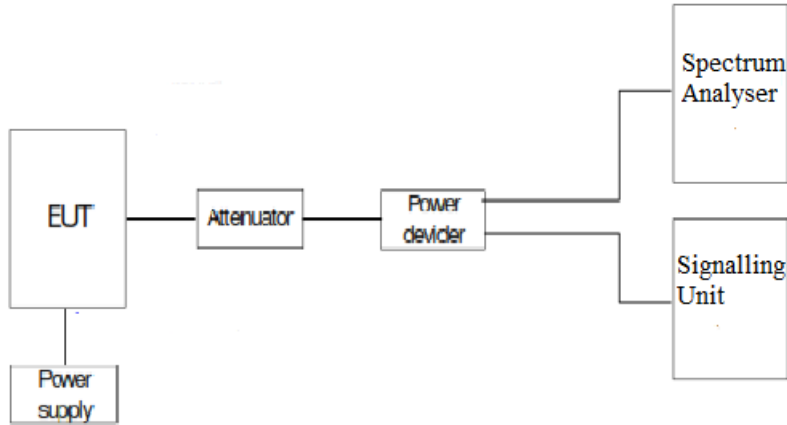 Spectrum
Analyser
EUT
Attenuator
Power
devider
Signalling
Unit
Power
supply